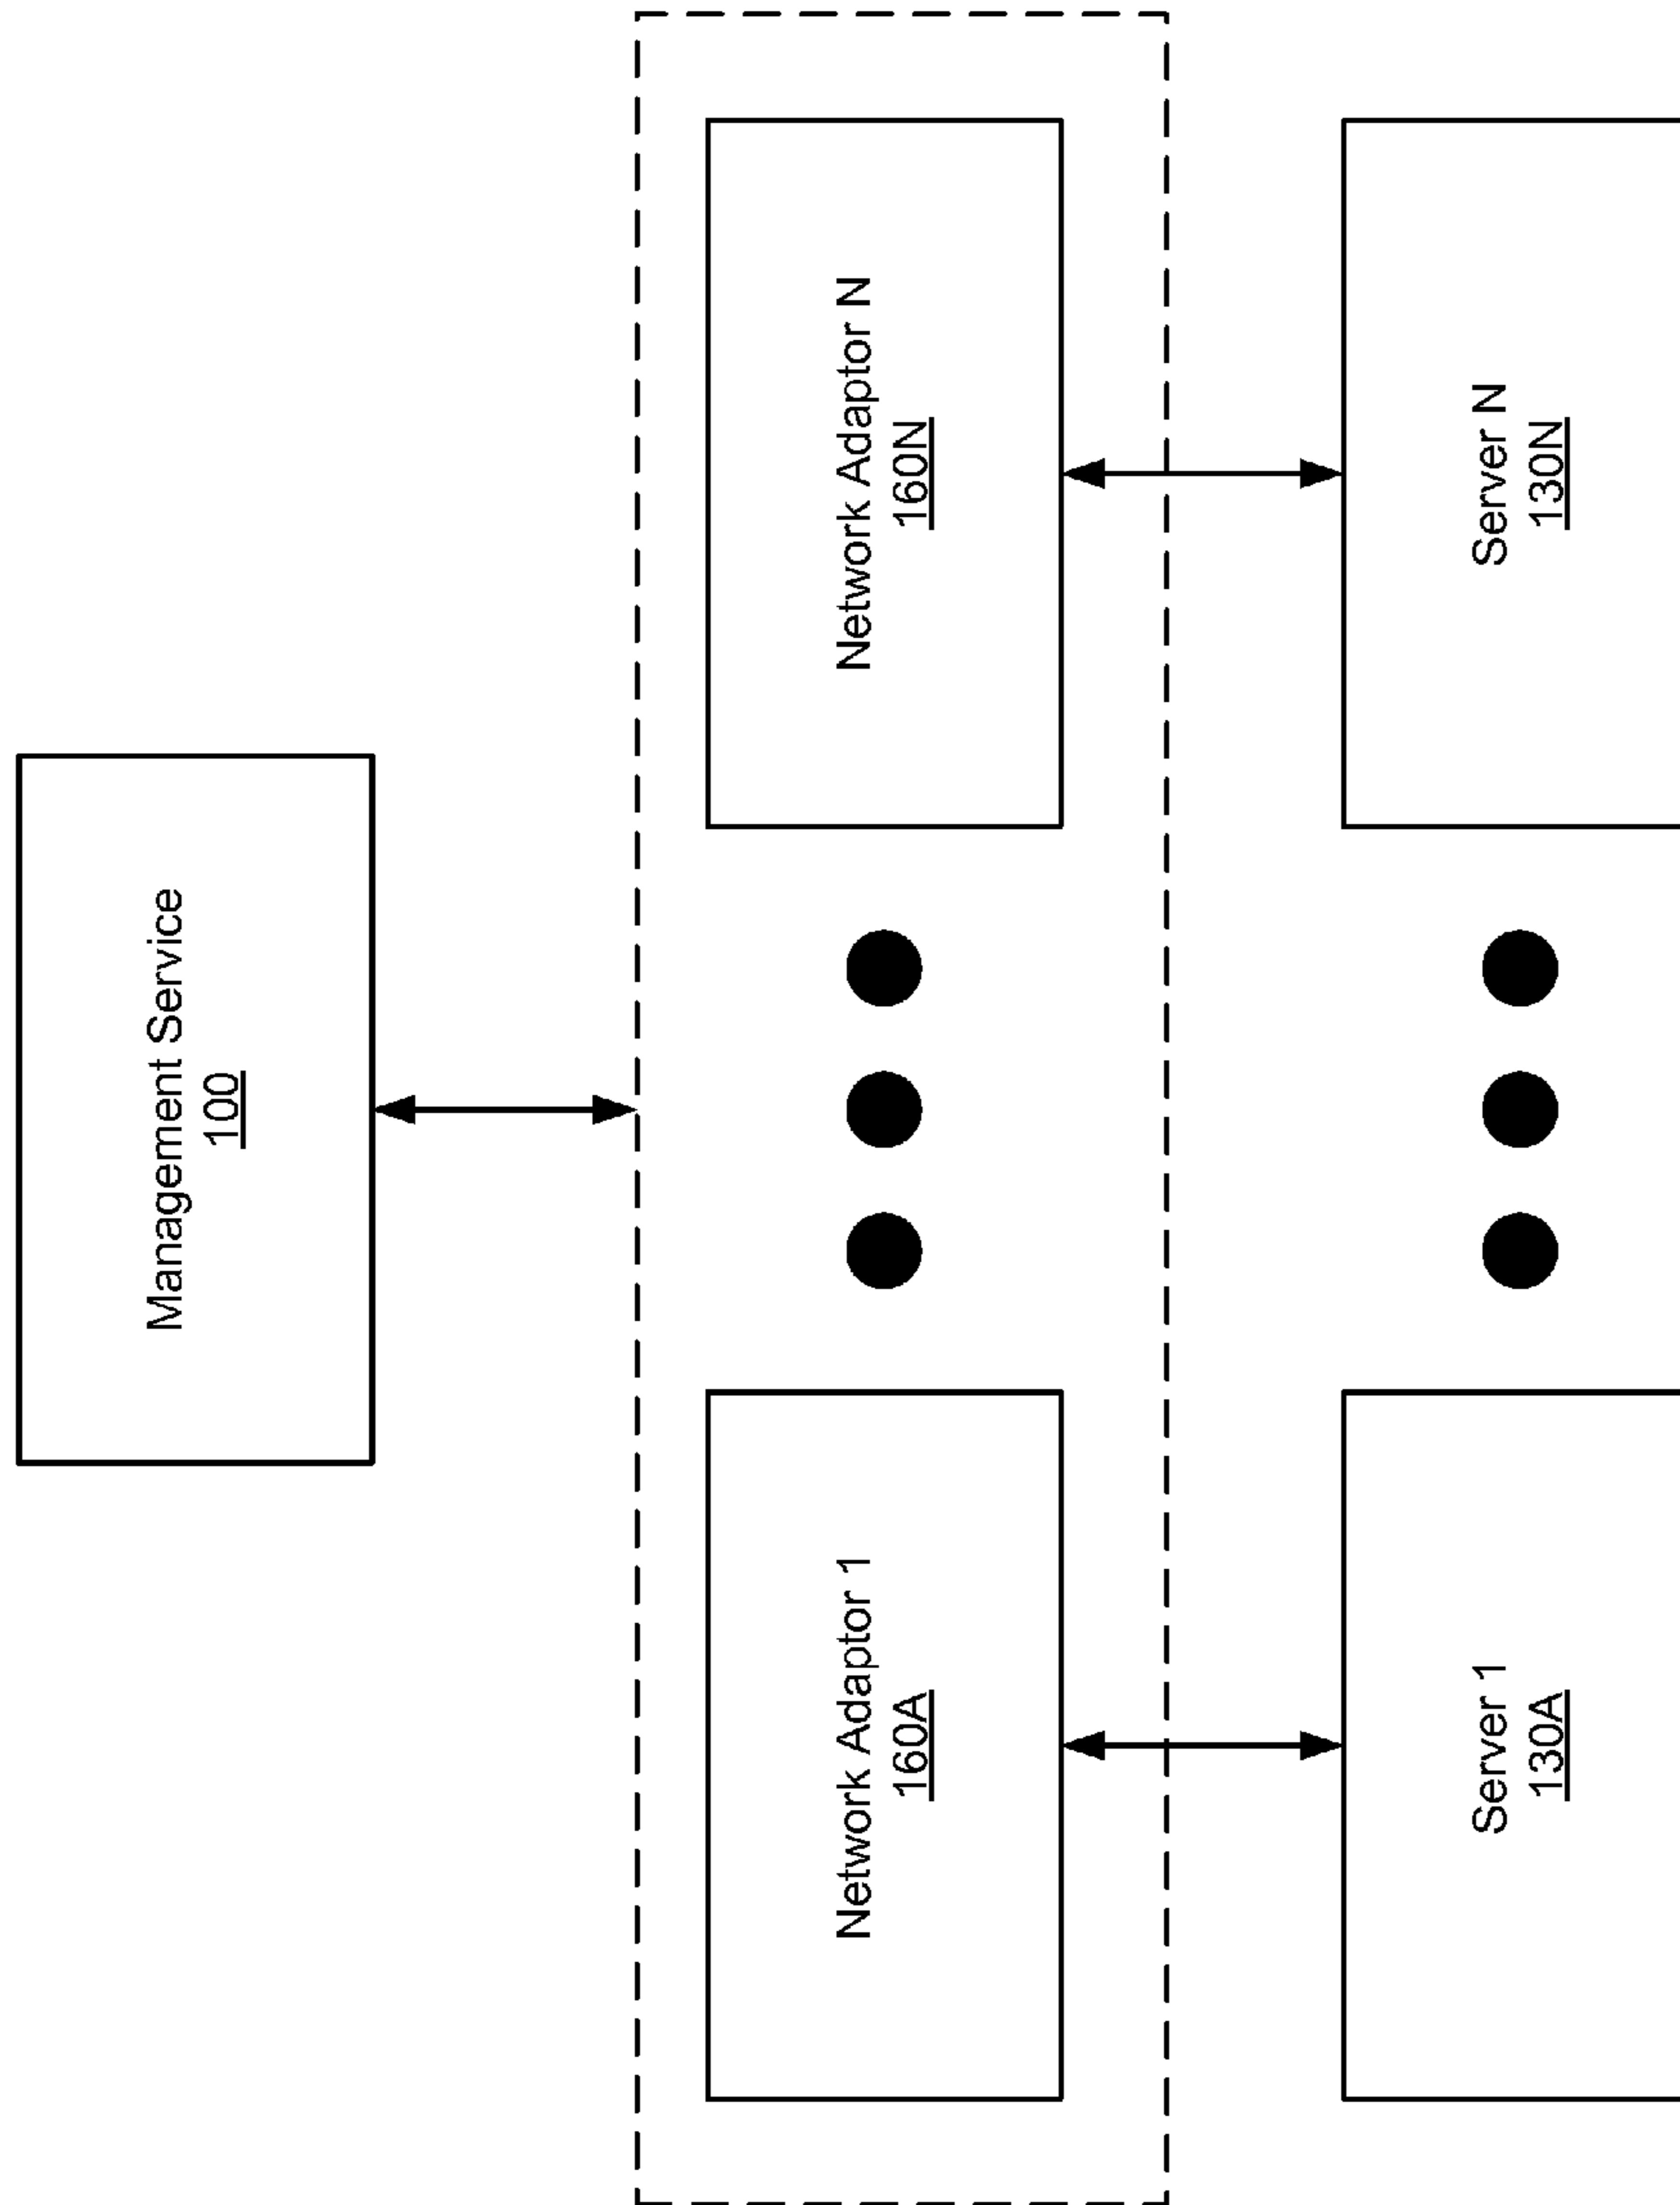 Management Service
100
Network Adaptor 1
160A
Network Adaptor N
160N
Server 1
130A
Server N
130N